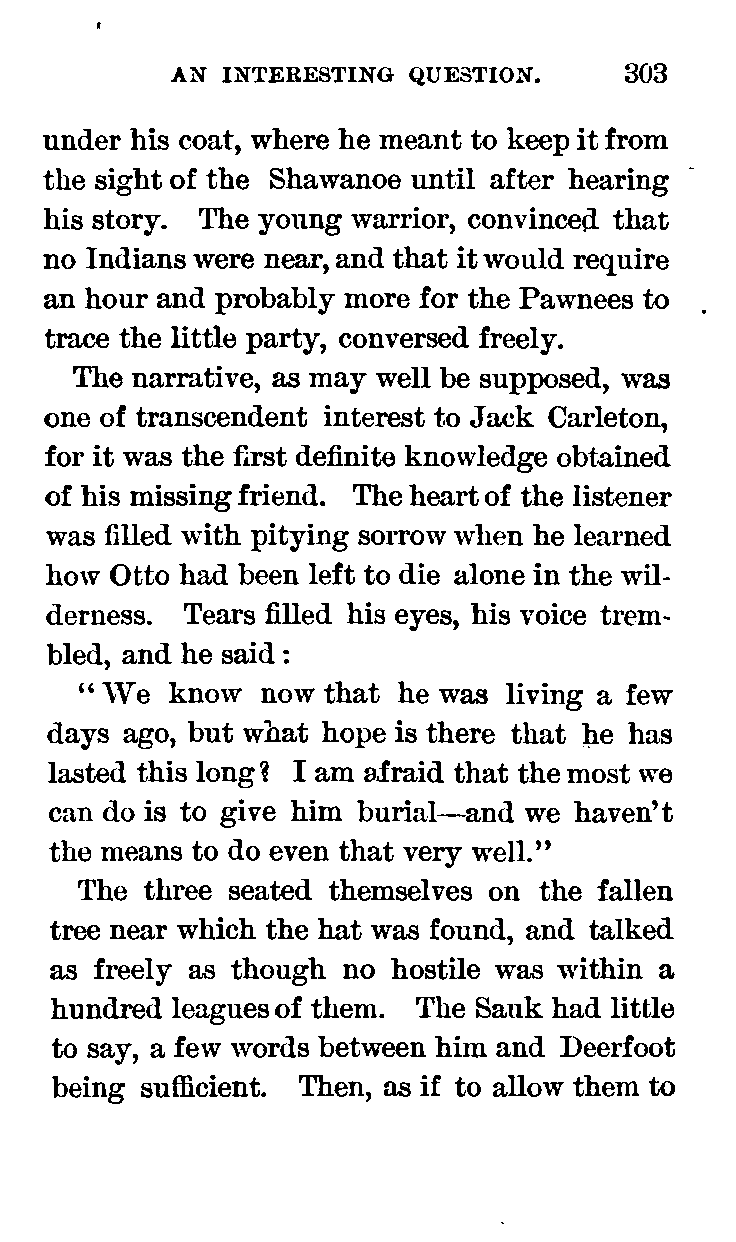 AN INTERESTING QUESTION. 303
under his coat, where he meant to keep it from
the sight of the Shawanoe until after hearing
his story. The young warrior, convinced that
no Indians were near, and that it would require
an hour and probably more for the Pawnees to
trace the little party, conversed freely.
The narrative, as may well be supposed, was
one of transcendent interest to Jack Carleton,
for it was the first definite knowledge obtained
of his missing friend. The heart of the listener
was filled with pitying sorrow when he learned
how Otto had been left to die alone in the wil-
derness. Tears filled his eyes, his voice trem-
bled, and he said:
"We know now that he was living a few
days ago, but what hope is there that he has
lasted this long? I am afraid that the most we
can do is to give him burial—and we haven't
the means to do even that very well."
The three seated themselves on the fallen
tree near which the hat was found, and talked
as freely as though no hostile was within a
hundred leagues of them. The Sauk had little
to say, a few words between him and Deerfoot
being sufficient. Then, as if to allow them to